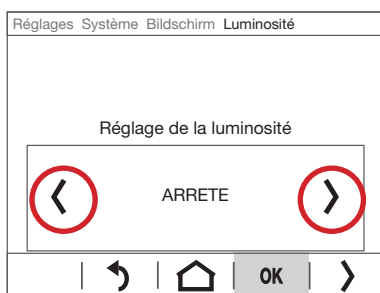 Réglages Système Bildschirm Luminosité
Réglage de la luminosité
ARRETE
OK